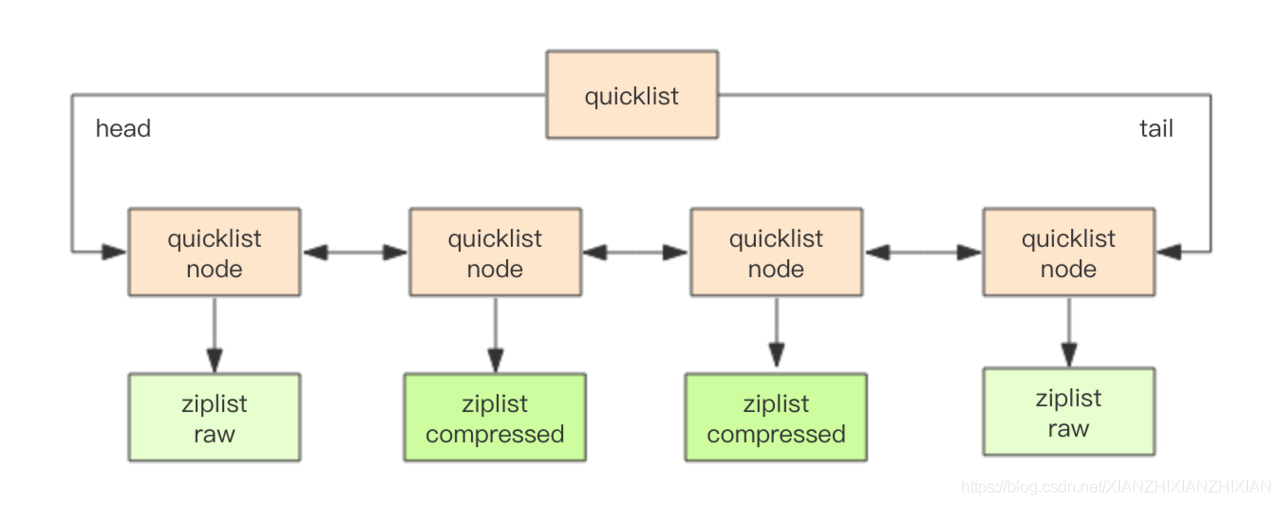 quicklist
head
tail
quicklist
node
quicklist
node
quicklist
node
quicklist
node
ziplist
raw
ziplist
compressed
ziplist
compressed
ziplist
raw
https://blog.csdn.net/XIANZHIXIANZHIXIAN